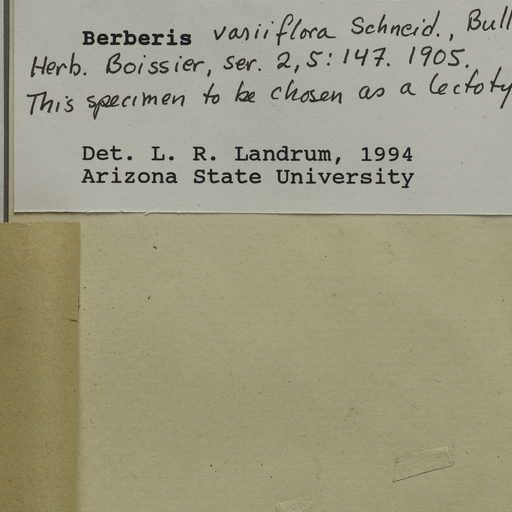 Berberis variiflora Schneid., Bull
Herb. Boissier, ser. 2, 5: 147. 1905.
This specimen to be chosen as a lectoty
Det. L. R. Landrum, 1994
Arizona State University